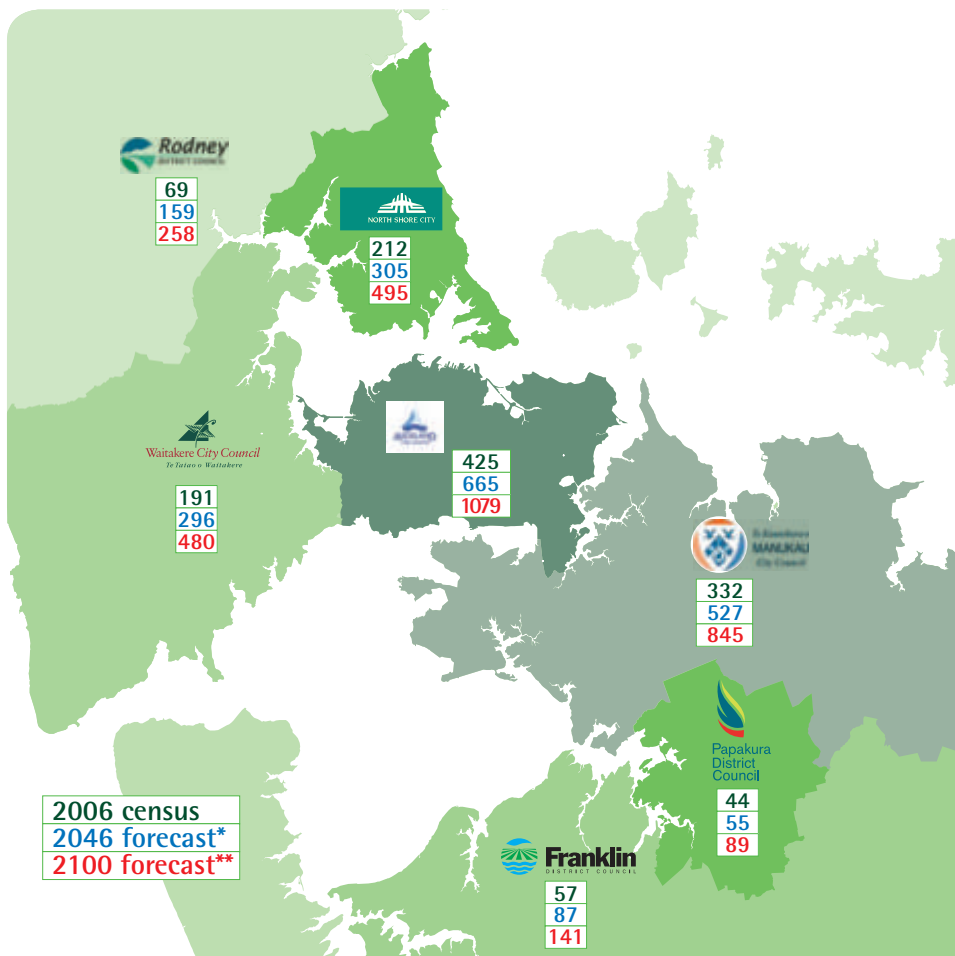 Rodney
DISTRICT COUNCIL
69
159
258
NORTH SHORE CITY
212
305
495
425
665
1079
Waitakere City Council
Te Taiao o Waitakere
191
296
480
MANUKAU
City Council
332
527
845
Papakura
District
Council
44
55
89
2006 census
2046 forecast*
2100 forecast**
Franklin
DISTRICT COUNCIL
57
87
141